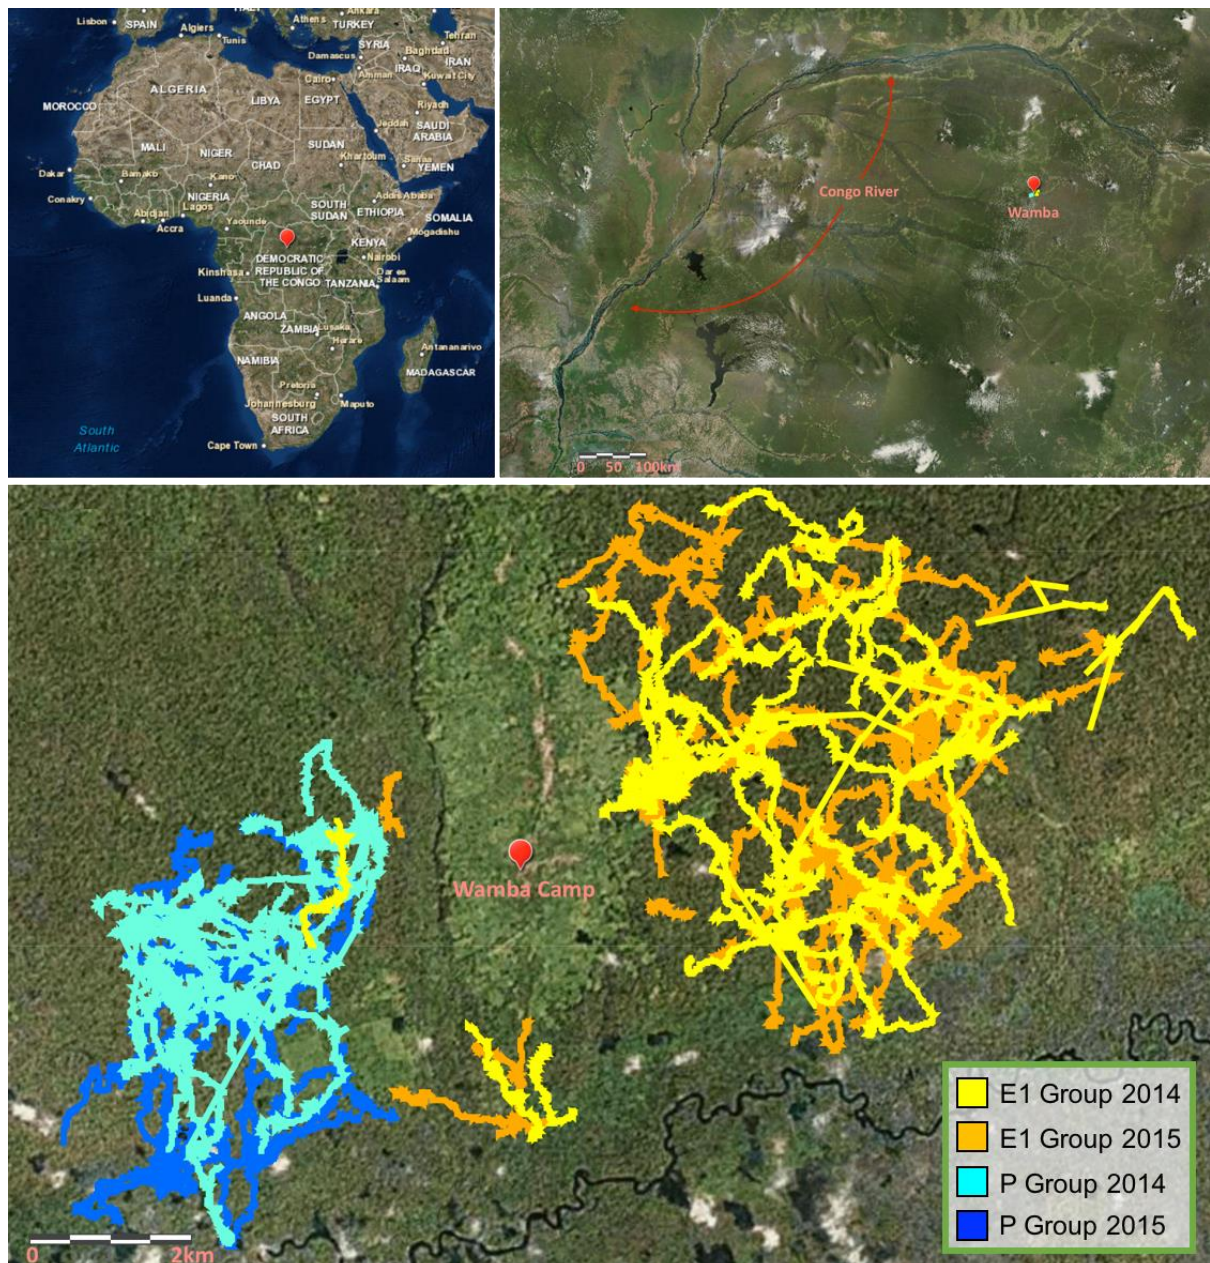 Ankara
Lisbon
SPAIN
Athens
TURKEY
Algiers
Tunis
Tehran
SYRIA
Damascus
Baghdad
IRAQ
IRAN
Amman
Kuwait City
Cairo
MOROCCO
ALGERIA
LIBYA
EGYPT
Riyadh
Jeddah
SAUDI
ARABIA
MALI
NIGER
CHAD
SUDAN
Khartoum
Sanaa
YEMEN
Dakar
Bamako
Kano
NIGERIA
Conakry
Abidjan
Lagos
Accra
Yaounde
SOUTH
SUDAN
Addis Ababa
ETHIOPIA
SOMALIA
Mogadishu
KENYA
Nairobi
DEMOCRATIC
REPUBLIC OF
THE CONGO
Kinshasa
Dar es
Salaam
TANZANIA
Luanda
ANGOLA
ZAMBIA
Lusaka
Harare
NAMIBIA
Antananarivo
MADAGASCAR
Pretoria
Johannesburg
Maputo
SOUTH
AFRICA
Cape Town
South
Atlantic
Congo River
Wamba
0 50 100km
Wamba Camp
E1 Group 2014
E1 Group 2015
P Group 2014
P Group 2015
0 2km